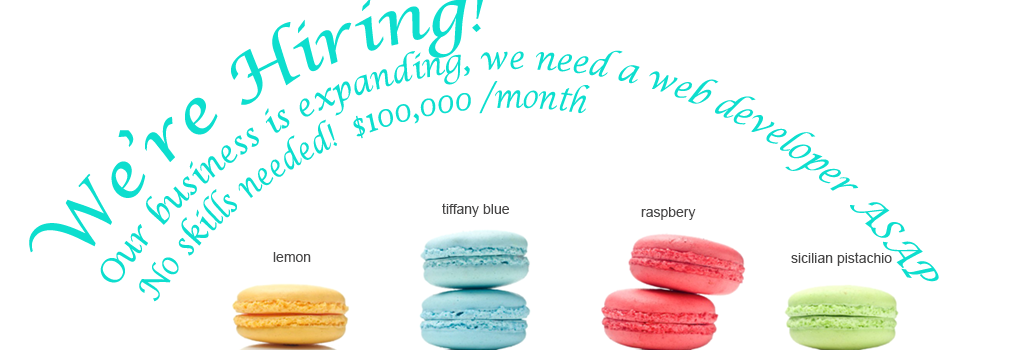 We're Hiring!
Our business is expanding, we need a web developer ASAP
No skills needed! $100,000 /month
tiffany blue
raspbery
lemon
sicilian pistachio